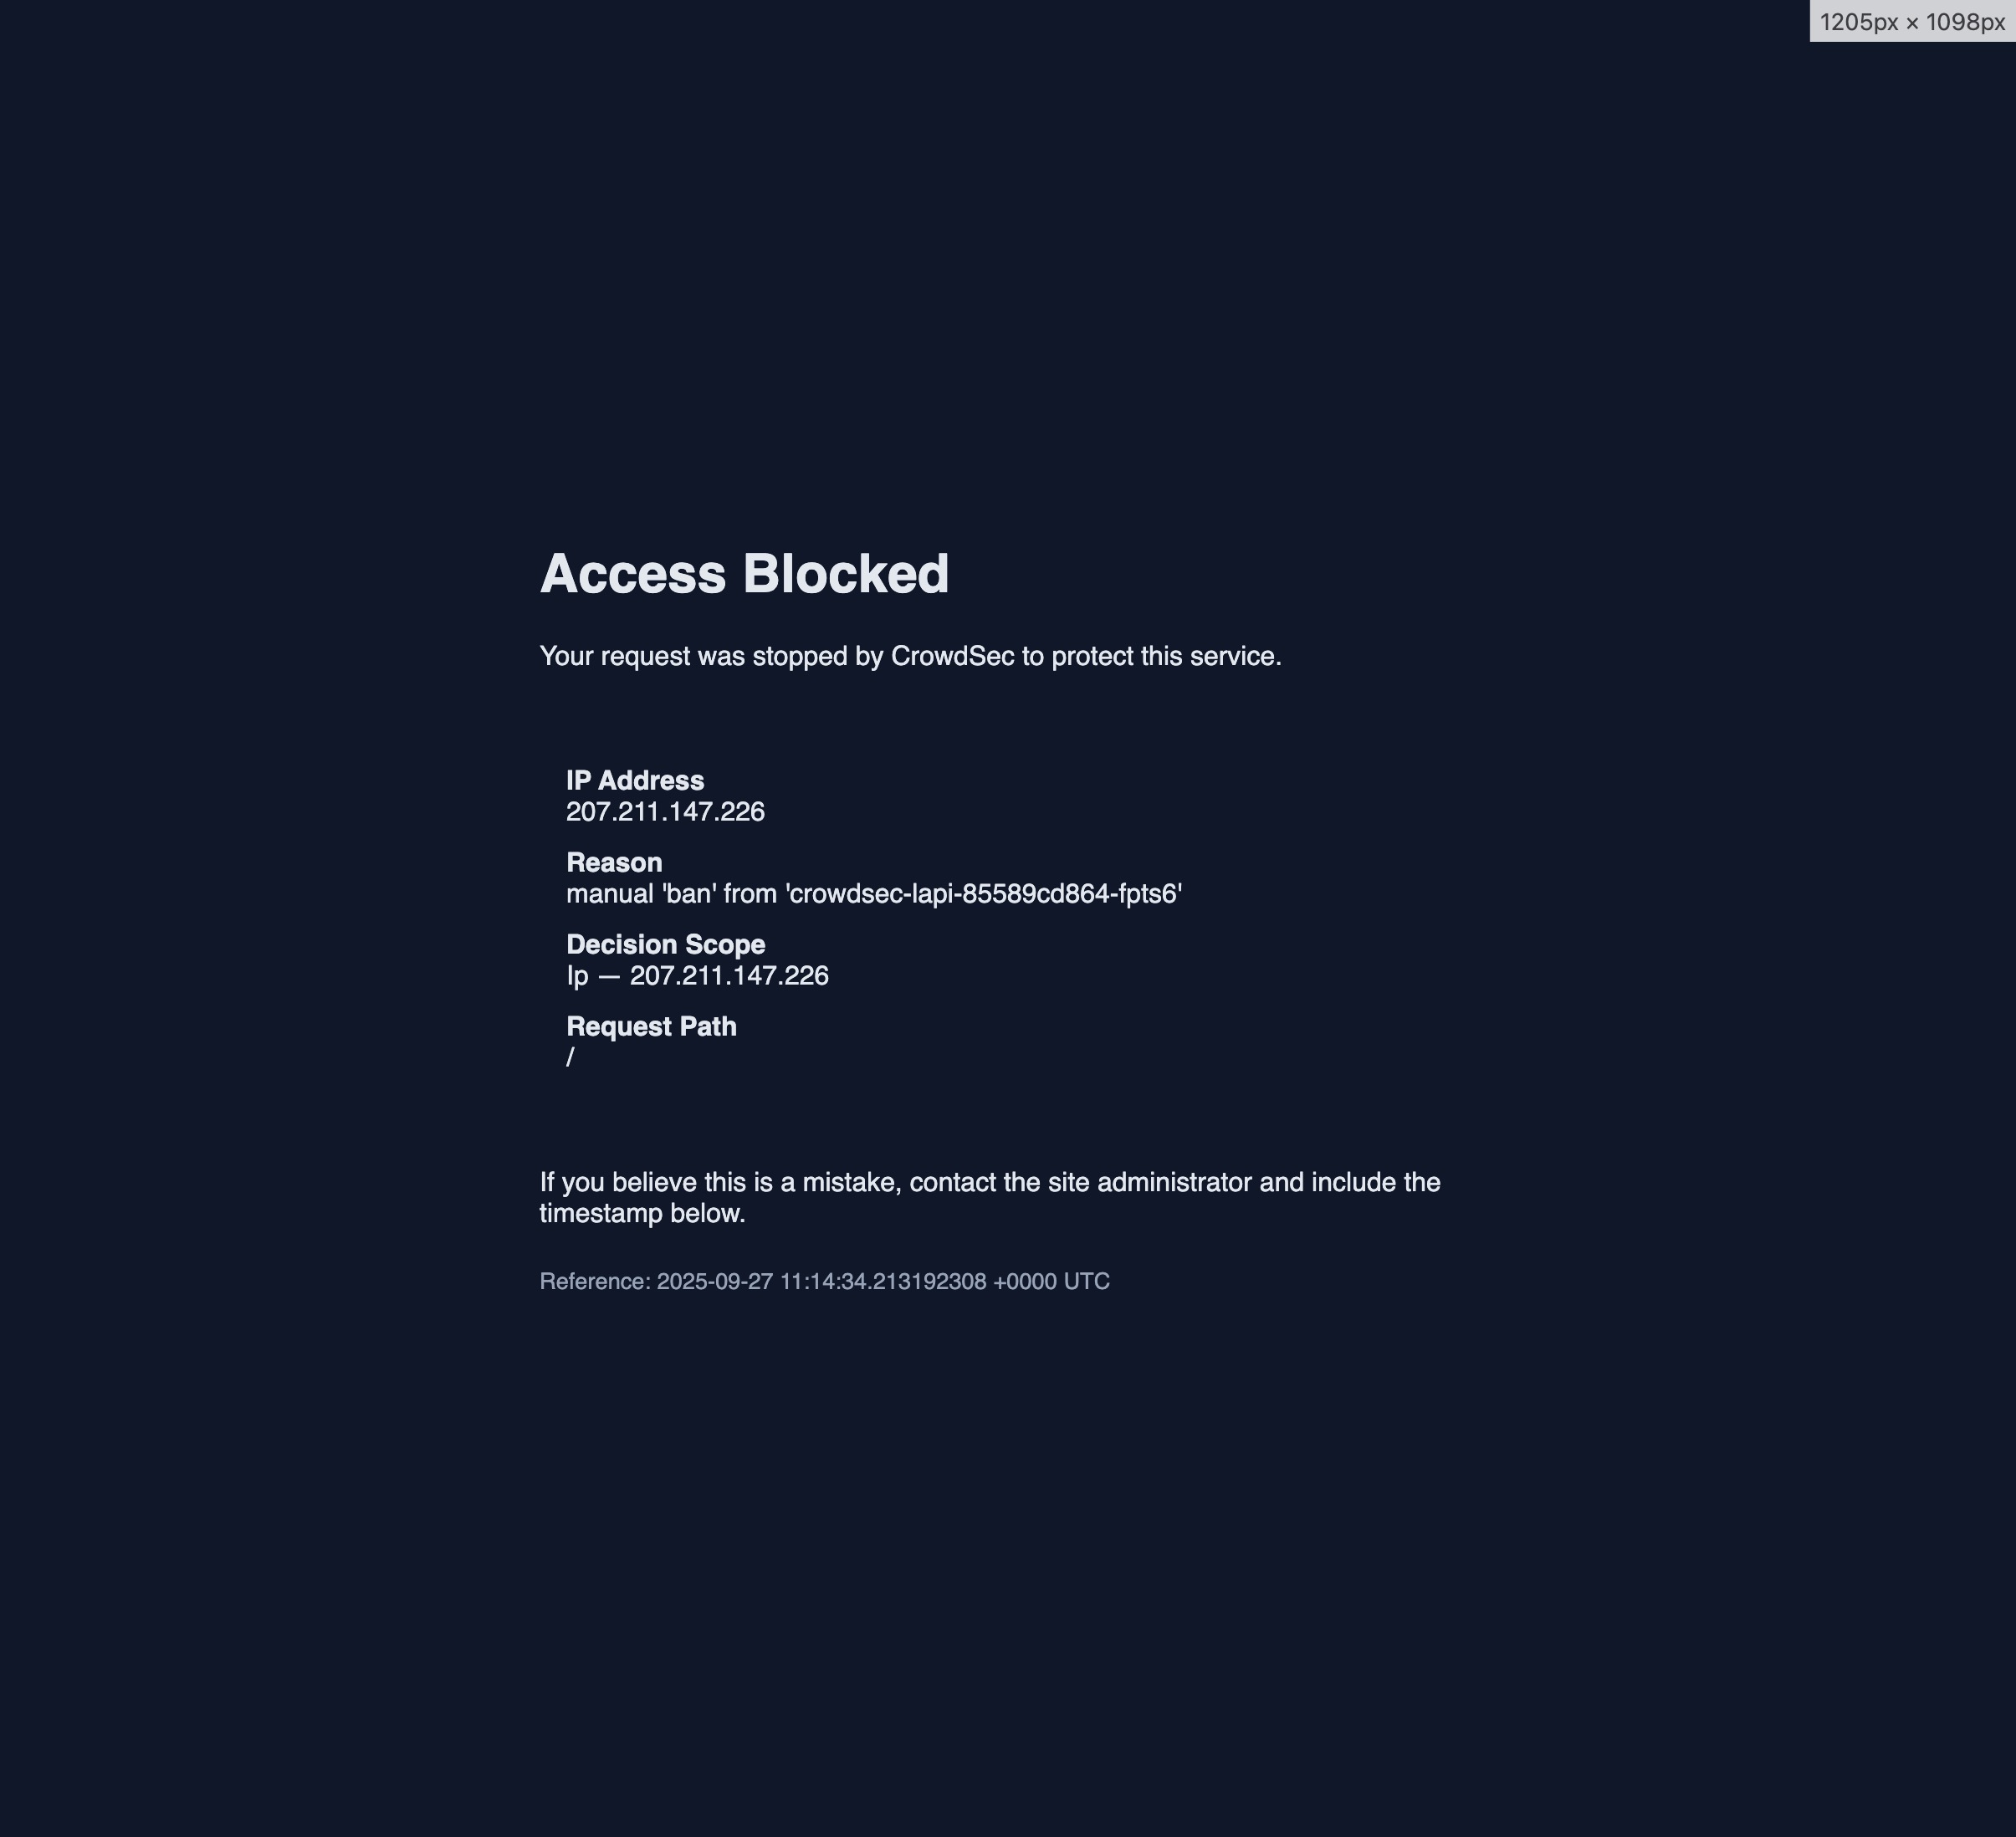 1205px × 1098px
Access Blocked
Your request was stopped by CrowdSec to protect this service.
IP Address
207.211.147.226
Reason
manual 'ban' from 'crowdsec-lapi-85589cd864-fpts6'
Decision Scope
Ip — 207.211.147.226
Request Path
/
If you believe this is a mistake, contact the site administrator and include the
timestamp below.
Reference: 2025-09-27 11:14:34.213192308 +0000 UTC